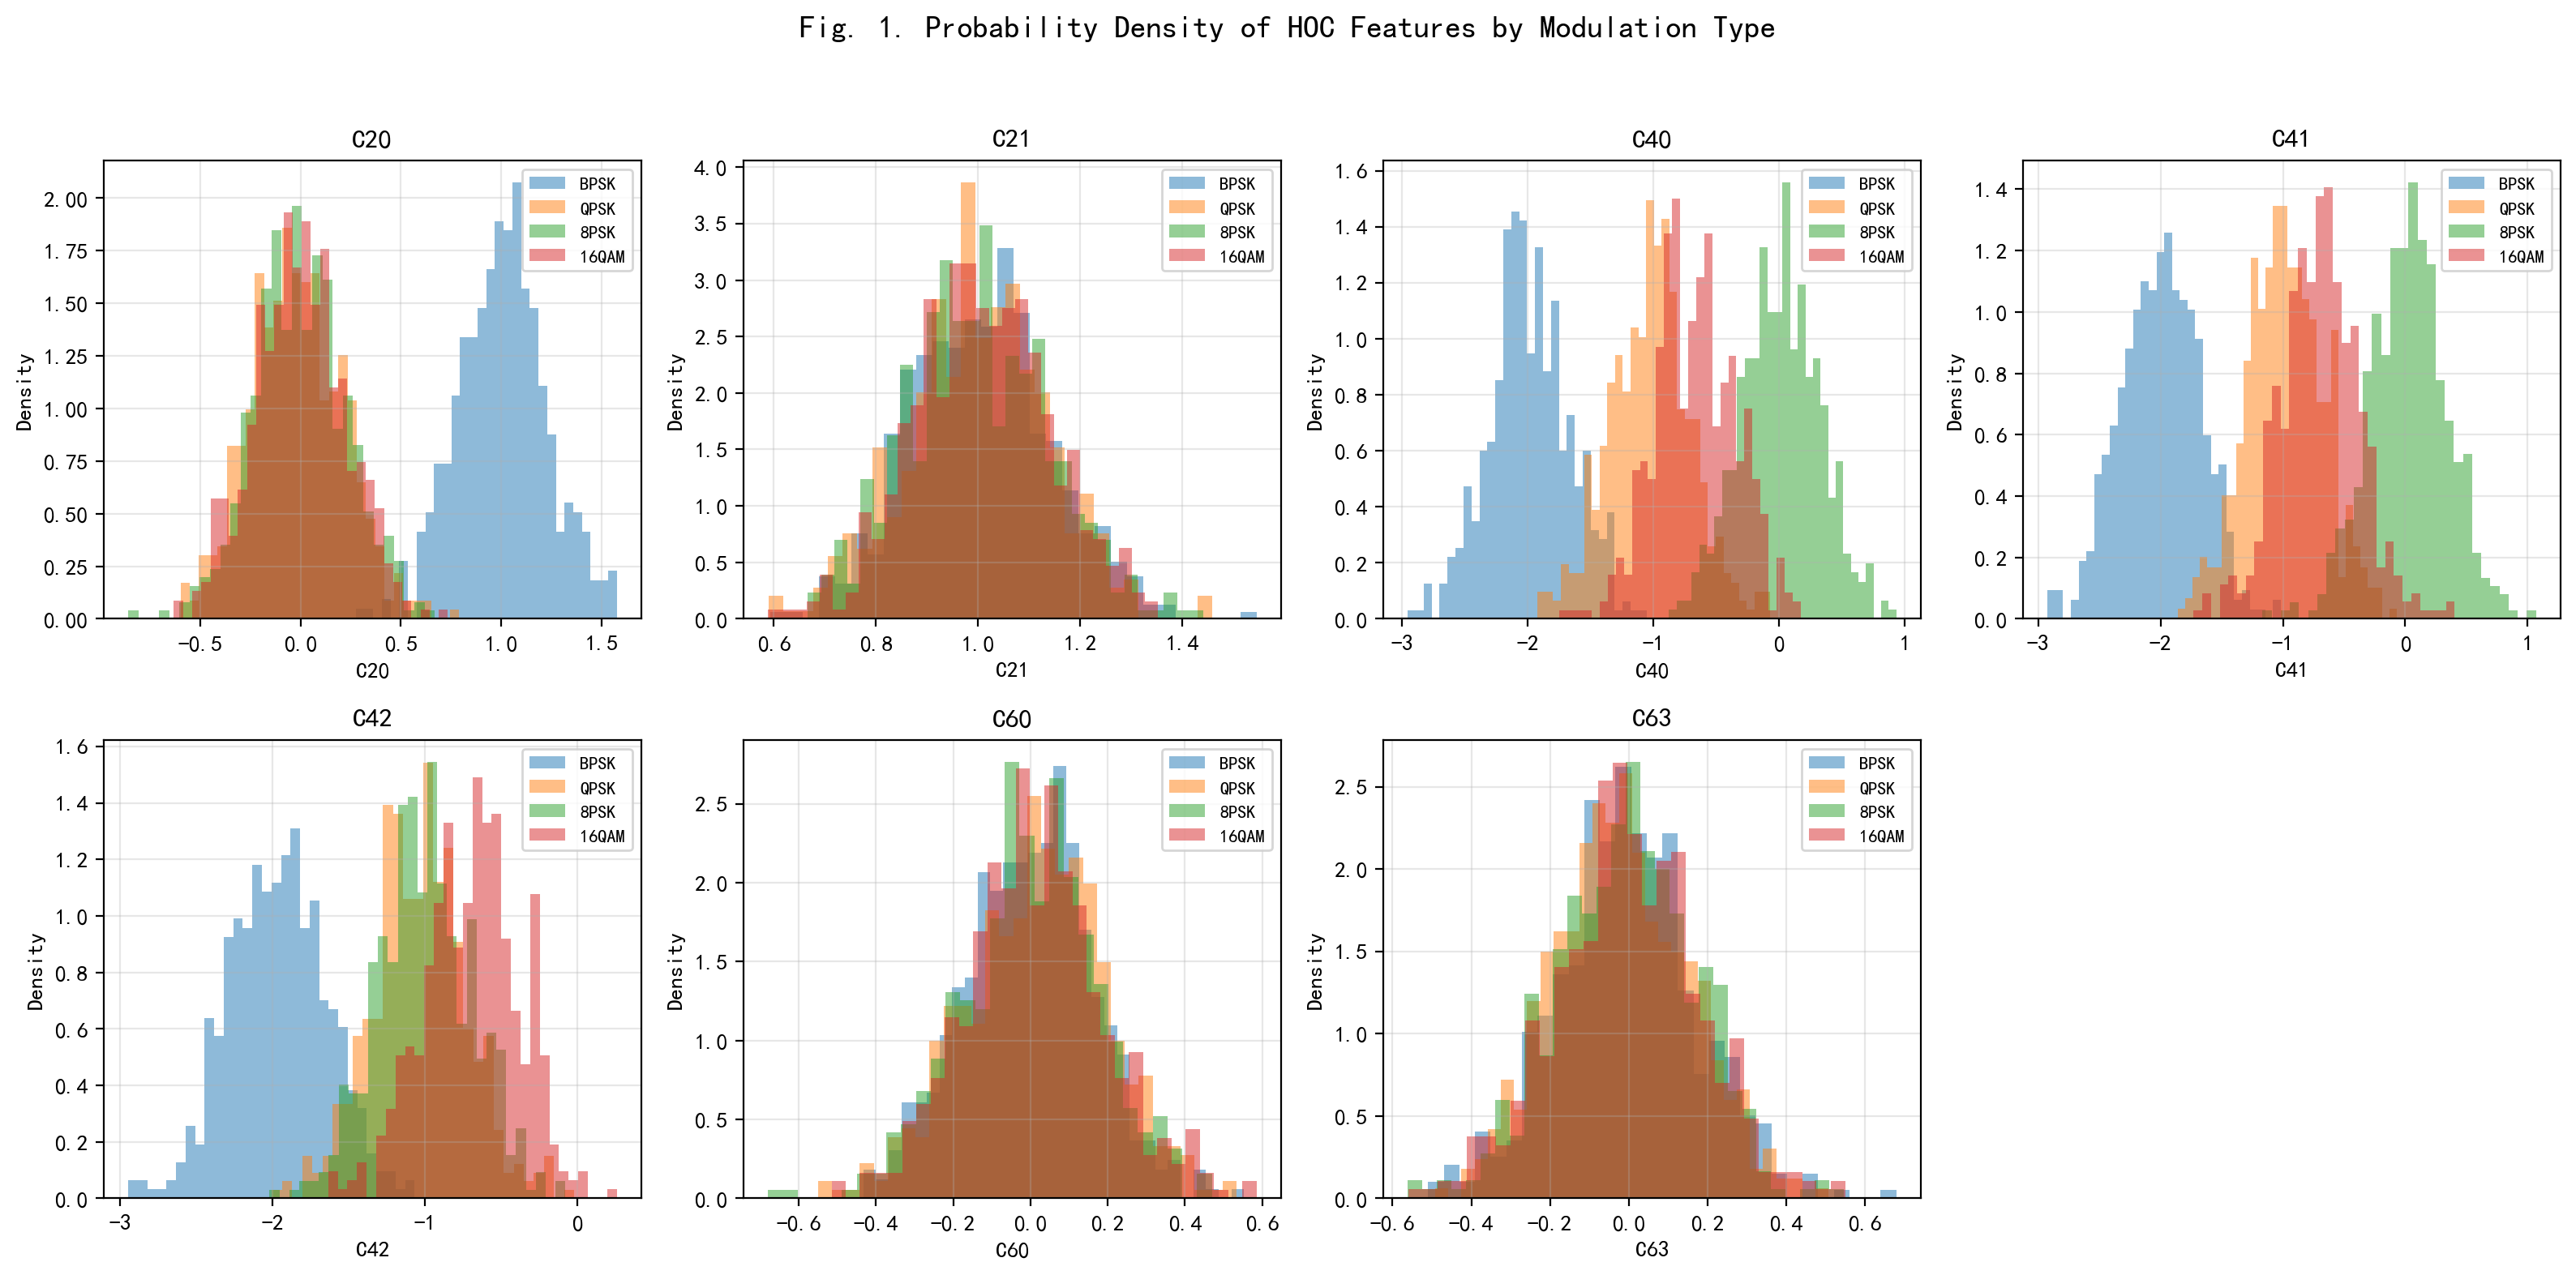 Fig. 1. Probability Density of HOC Features by Modulation Type
C20
Density
2.00
1.75
1.50
1.25
1.00
0.75
0.50
0.25
0.00
−0.5 0.0 0.5 1.0 1.5
C20
BPSK
QPSK
8PSK
16QAM
C21
Density
4.0
3.5
3.0
2.5
2.0
1.5
1.0
0.5
0.0
0.6 0.8 1.0 1.2 1.4
C21
BPSK
QPSK
8PSK
16QAM
C40
Density
1.6
1.4
1.2
1.0
0.8
0.6
0.4
0.2
0.0
−3 −2 −1 0 1
C40
BPSK
QPSK
8PSK
16QAM
C41
Density
1.4
1.2
1.0
0.8
0.6
0.4
0.2
0.0
−3 −2 −1 0 1
C41
BPSK
QPSK
8PSK
16QAM
C42
Density
1.6
1.4
1.2
1.0
0.8
0.6
0.4
0.2
0.0
−3 −2 −1 0
C42
BPSK
QPSK
8PSK
16QAM
C60
Density
2.5
2.0
1.5
1.0
0.5
0.0
−0.6 −0.4 −0.2 0.0 0.2 0.4 0.6
C60
BPSK
QPSK
8PSK
16QAM
C63
Density
2.5
2.0
1.5
1.0
0.5
0.0
−0.6 −0.4 −0.2 0.0 0.2 0.4 0.6
C63
BPSK
QPSK
8PSK
16QAM